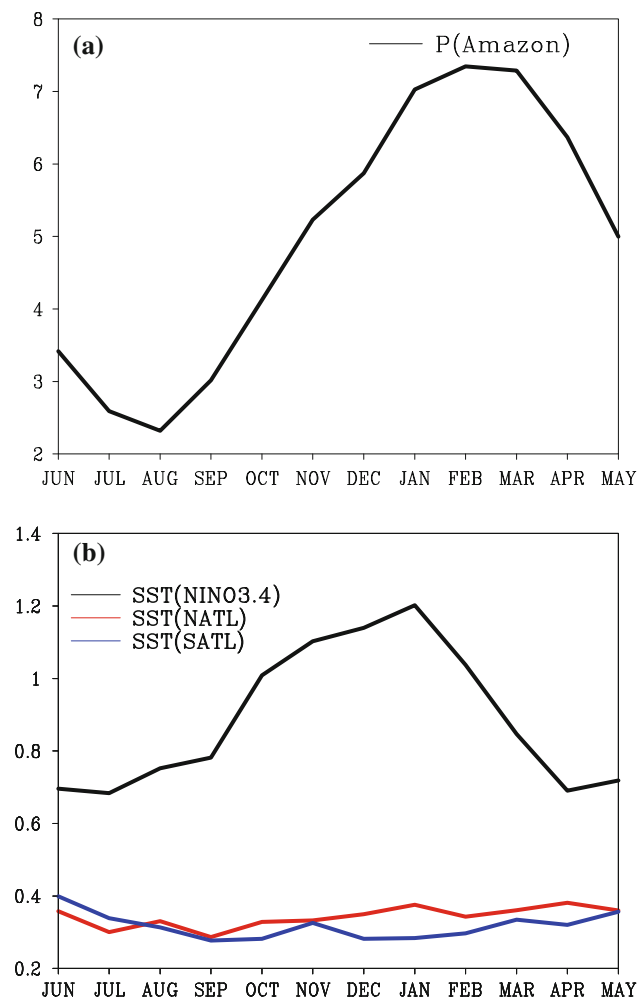 (a)
P(Amazon)
8
7
6
5
4
3
2
JUN JUL AUG SEP OCT NOV DEC JAN FEB MAR APR MAY
(b)
SST(NINO3.4)
SST(NATL)
SST(SATL)
1.4
1.2
1
0.8
0.6
0.4
0.2
JUN JUL AUG SEP OCT NOV DEC JAN FEB MAR APR MAY